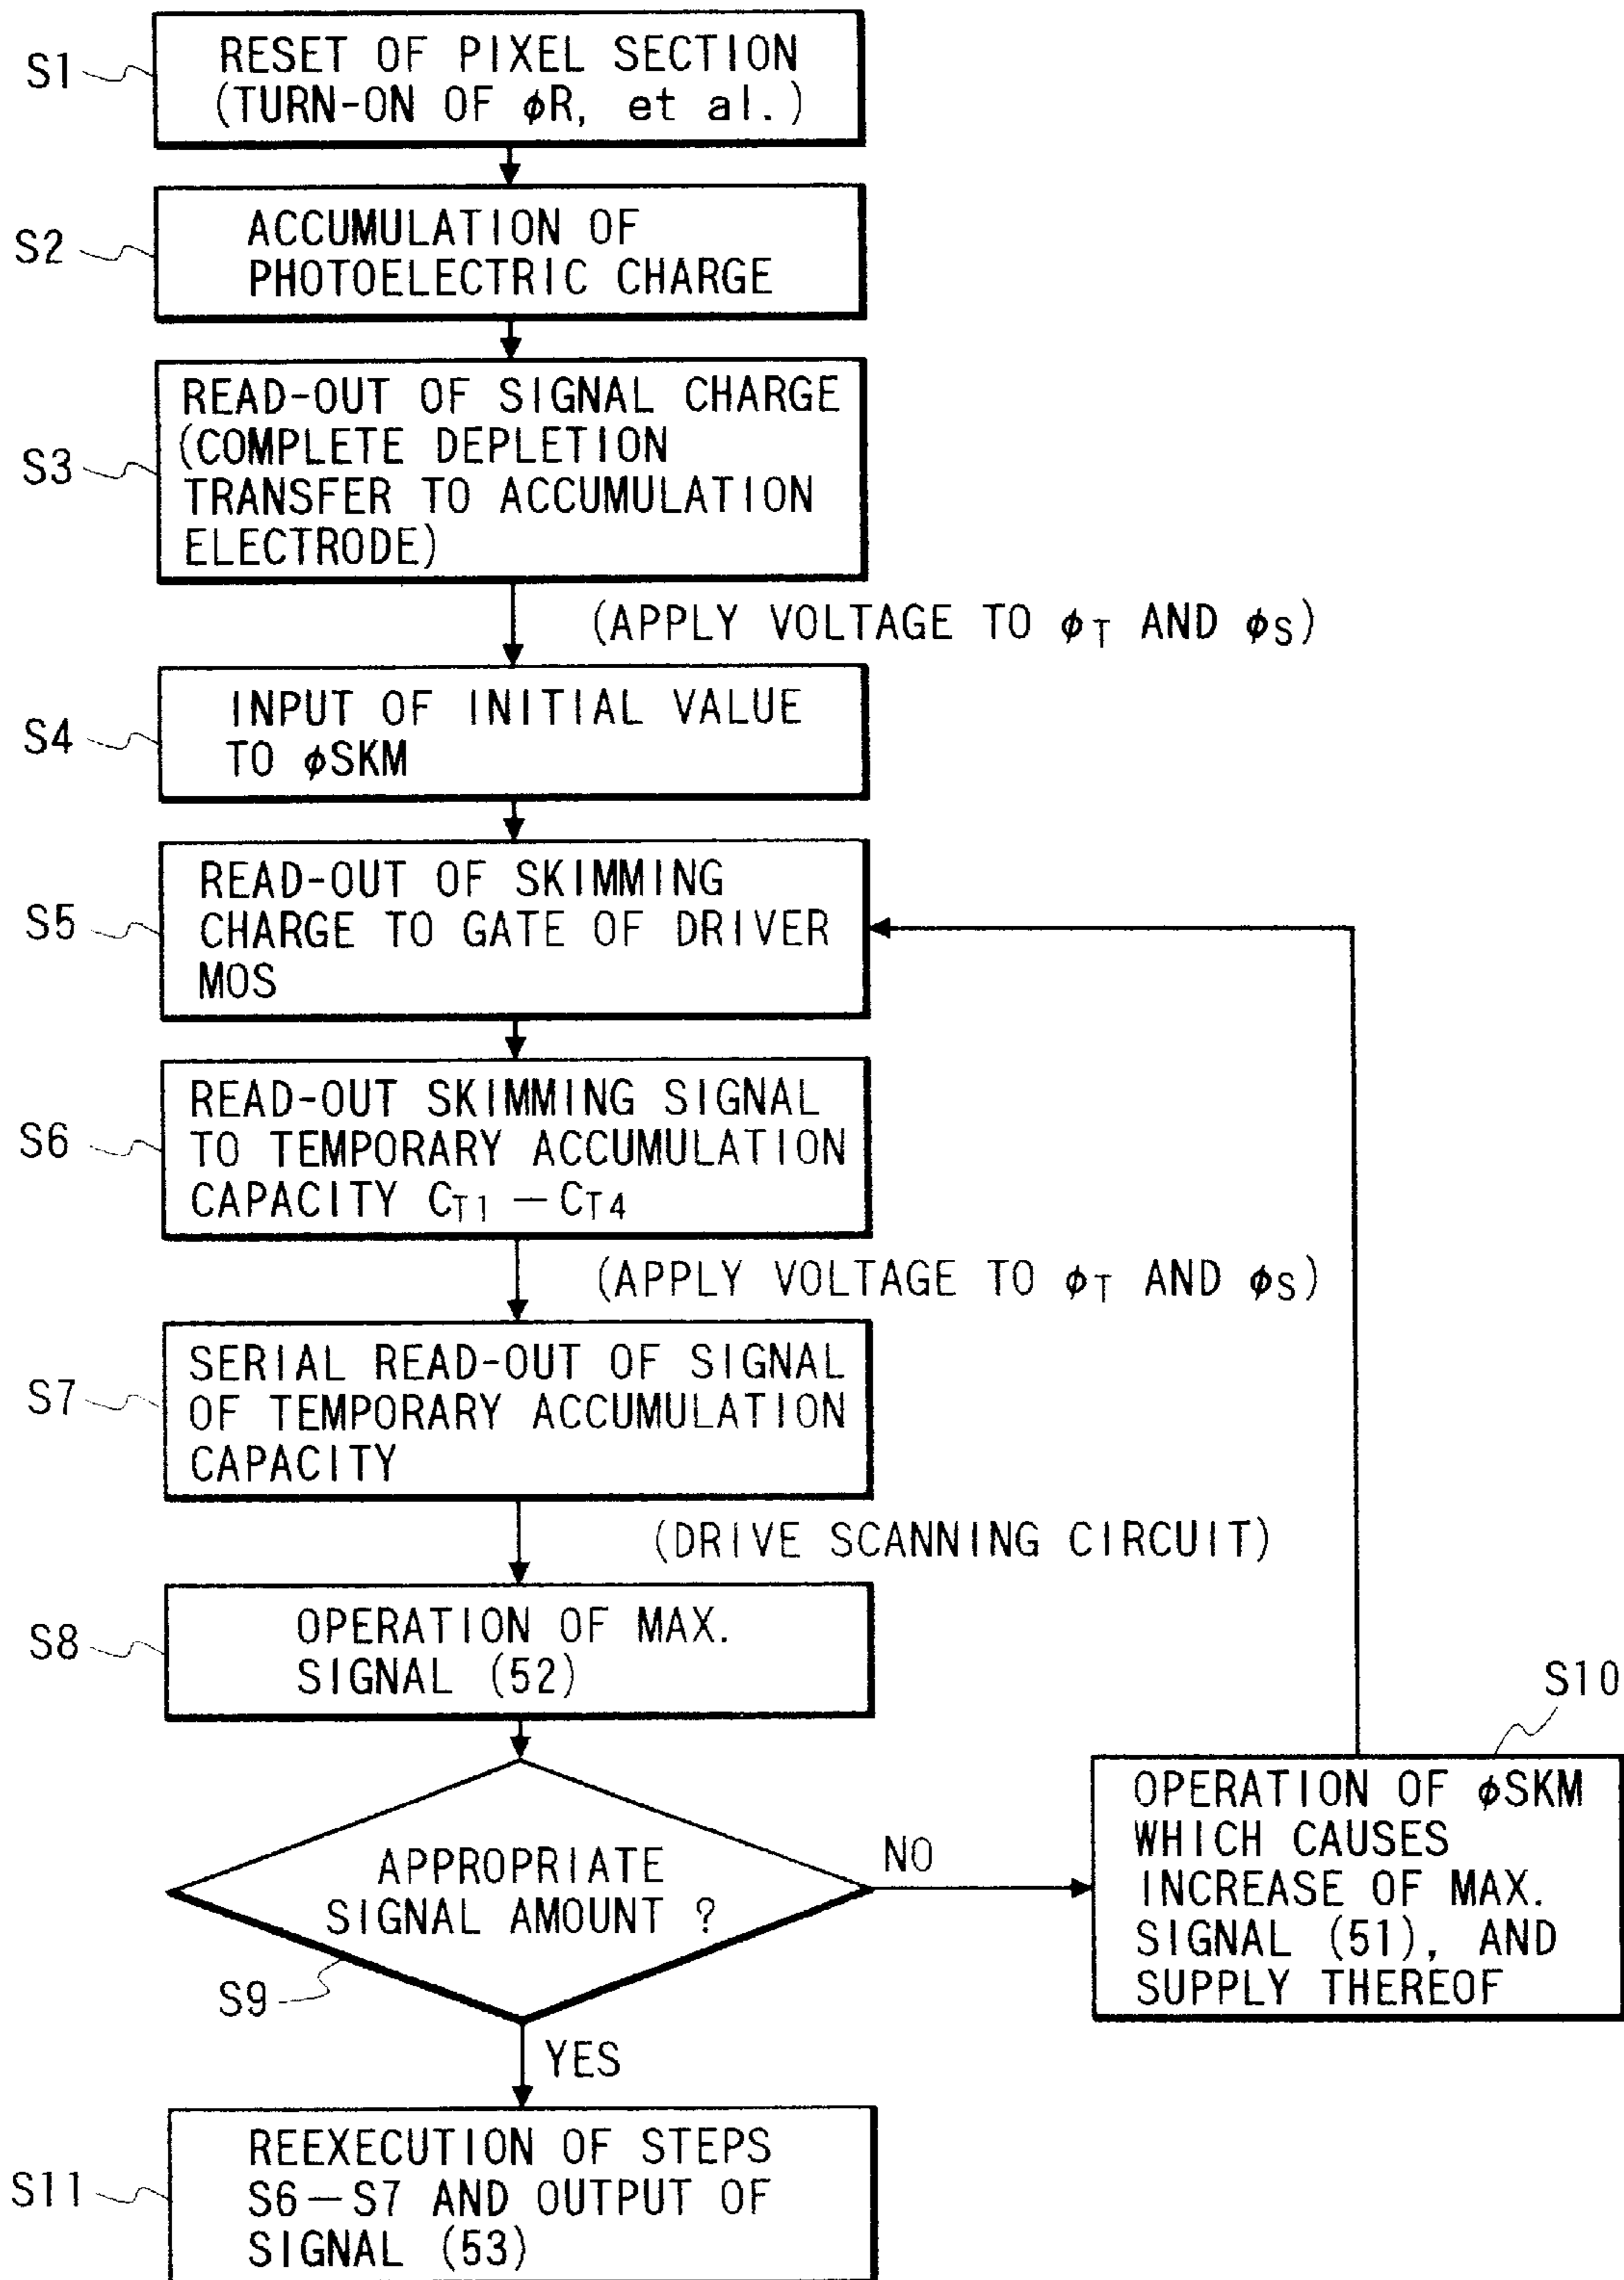 S1
RESET OF PIXEL SECTION
(TURN-ON OF φR, et al.)
S2
ACCUMULATION OF
PHOTOELECTRIC CHARGE
S3
READ-OUT OF SIGNAL CHARGE
(COMPLETE DEPLETION
TRANSFER TO ACCUMULATION
ELECTRODE)
(APPLY VOLTAGE TO φT AND φS)
S4
INPUT OF INITIAL VALUE
TO φSKM
S5
READ-OUT OF SKIMMING
CHARGE TO GATE OF DRIVER
MOS
S6
READ-OUT SKIMMING SIGNAL
TO TEMPORARY ACCUMULATION
CAPACITY CT1 — CT4
(APPLY VOLTAGE TO φT AND φS)
S7
SERIAL READ-OUT OF SIGNAL
OF TEMPORARY ACCUMULATION
CAPACITY
(DRIVE SCANNING CIRCUIT)
S8
OPERATION OF MAX.
SIGNAL (52)
S9
APPROPRIATE
SIGNAL AMOUNT ?
NO
S10
OPERATION OF φSKM
WHICH CAUSES
INCREASE OF MAX.
SIGNAL (51), AND
SUPPLY THEREOF
YES
S11
REEXECUTION OF STEPS
S6—S7 AND OUTPUT OF
SIGNAL (53)